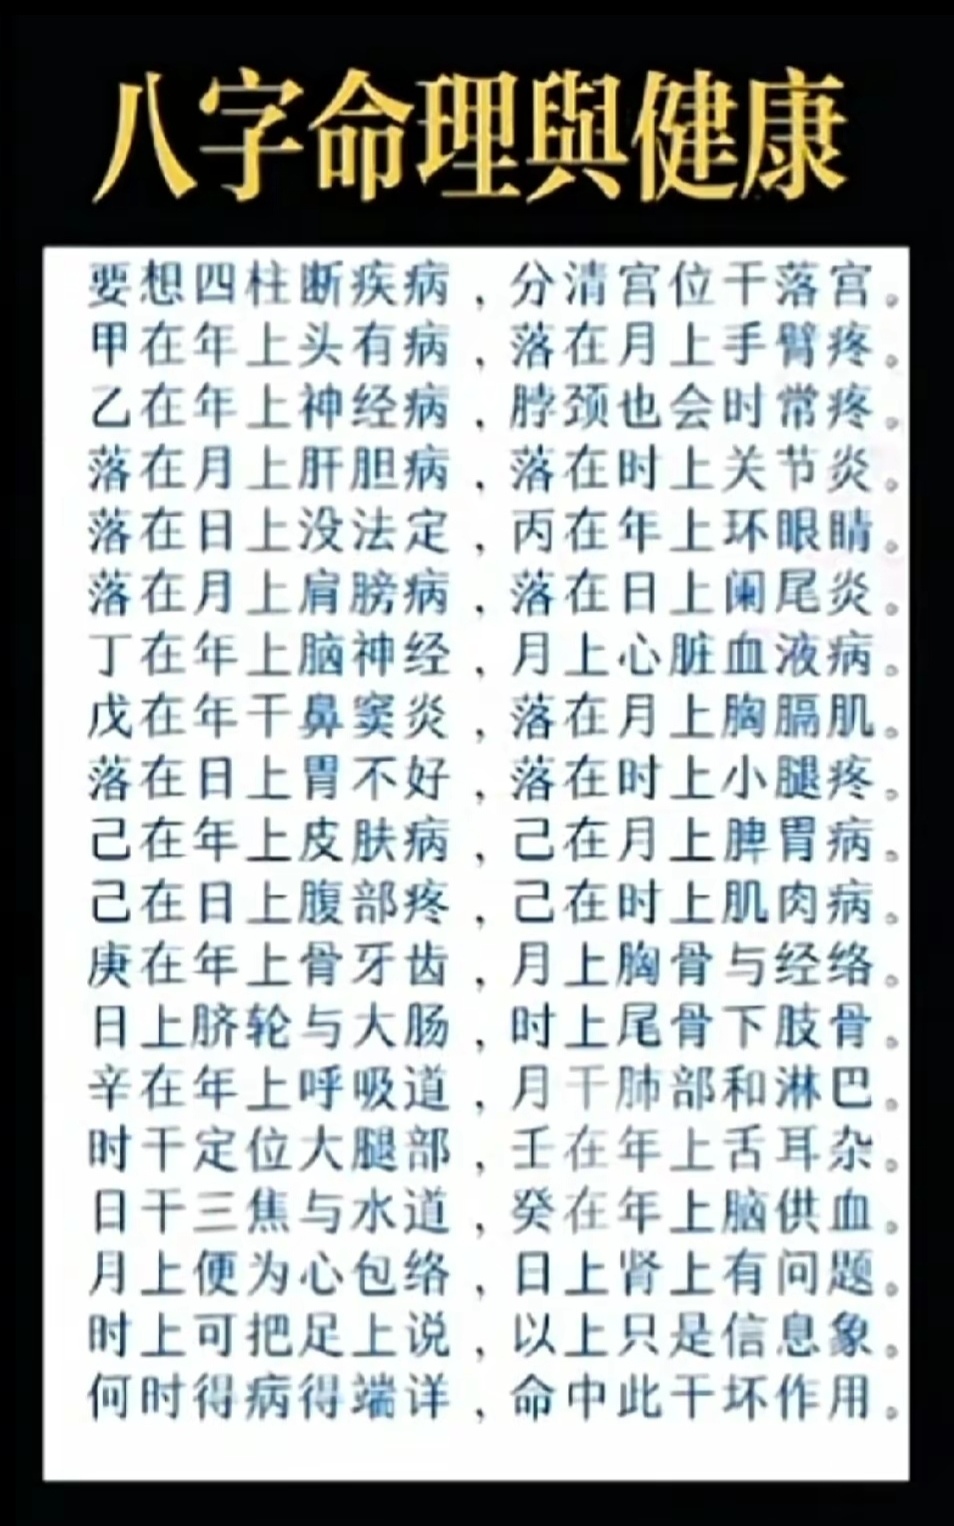 八字命理與健康
要想四柱断疾病，分清宫位干落宫。
甲在年上头有病，落在月上手臂疼。
乙在年上神经病，脖颈也会时常疼。
落在月上肝胆病，落在时上关节炎。
落在日上没法定，丙在年上环眼睛。
落在月上肩膀病，落在日上阑尾炎。
丁在年上脑神经，月上心脏血液病。
戊在年干鼻窦炎，落在月上胸膈肌。
落在日上胃不好，落在时上小腿疼。
己在年上皮肤病，己在月上脾胃病。
己在日上腹部疼，己在时上肌肉病。
庚在年上骨牙齿，月上胸骨与经络。
日上脐轮与大肠，时上尾骨下肢骨。
辛在年上呼吸道，月干肺部和淋巴。
时干定位大腿部，壬在年上舌耳杂。
日干三焦与水道，癸在年上脑供血。
月上便为心包络，日上肾上有问题。
时上可把足上说，以上只是信息象。
何时得病得端详，命中此干坏作用。